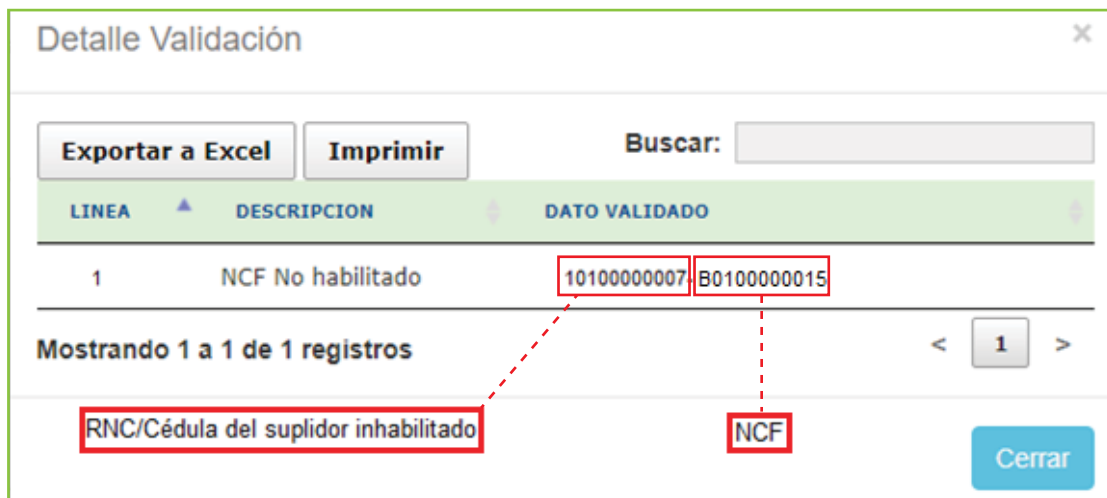 Detalle Validación ×
Exportar a Excel Imprimir Buscar:
LINEA DESCRIPCION DATO VALIDADO
1 NCF No habilitado 10100000007-B0100000015
Mostrando 1 a 1 de 1 registros < 1 >
RNC/Cédula del suplidor inhabilitado NCF
Cerrar